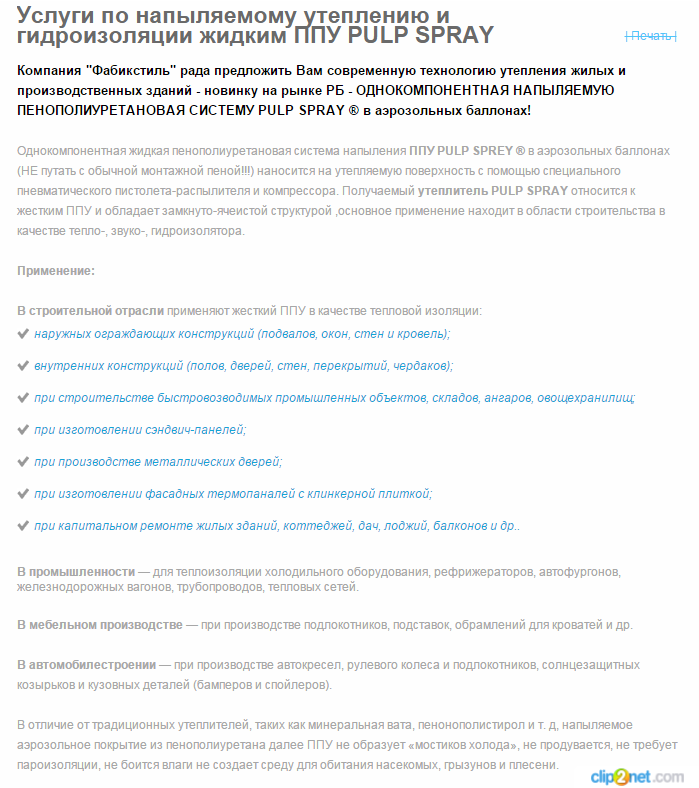 Услуги по напыляемому утеплению и
гидроизоляции жидким ППУ PULP SPRAY
| Печать |
Компания "Фабикстиль" рада предложить Вам современную технологию утепления жилых и
производственных зданий - новинку на рынке РБ - ОДНОКОМПОНЕНТНАЯ НАПЫЛЯЕМУЮ
ПЕНОПОЛИУРЕТАНОВАЯ СИСТЕМУ PULP SPRAY ® в аэрозольных баллонах!
Однокомпонентная жидкая пенополиуретановая система напыления ППУ PULP SPREY ® в аэрозольных баллонах
(НЕ путать с обычной монтажной пеной!!!) наносится на утепляемую поверхность с помощью специального
пневматического пистолета-распылителя и компрессора. Получаемый утеплитель PULP SPRAY относится к
жестким ППУ и обладает замкнуто-ячеистой структурой ,основное применение находит в области строительства в
качестве тепло-, звуко-, гидроизолятора.
Применение:
В строительной отрасли применяют жесткий ППУ в качестве тепловой изоляции:
наружных ограждающих конструкций (подвалов, окон, стен и кровель);
внутренних конструкций (полов, дверей, стен, перекрытий, чердаков);
при строительстве быстровозводимых промышленных объектов, складов, ангаров, овощехранилищ;
при изготовлении сэндвич-панелей;
при производстве металлических дверей;
при изготовлении фасадных термопаналей с клинкерной плиткой;
при капитальном ремонте жилых зданий, коттеджей, дач, лоджий, балконов и др..
В промышленности — для теплоизоляции холодильного оборудования, рефрижераторов, автофургонов,
железнодорожных вагонов, трубопроводов, тепловых сетей.
В мебельном производстве — при производстве подлокотников, подставок, обрамлений для кроватей и др.
В автомобилестроении — при производстве автокресел, рулевого колеса и подлокотников, солнцезащитных
козырьков и кузовных деталей (бамперов и спойлеров).
В отличие от традиционных утеплителей, таких как минеральная вата, пенонополистирол и т. д, напыляемое
аэрозольное покрытие из пенополиуретана далее ППУ не образует «мостиков холода», не продувается, не требует
пароизоляции, не боится влаги не создает среду для обитания насекомых, грызунов и плесени.
clip2net.com